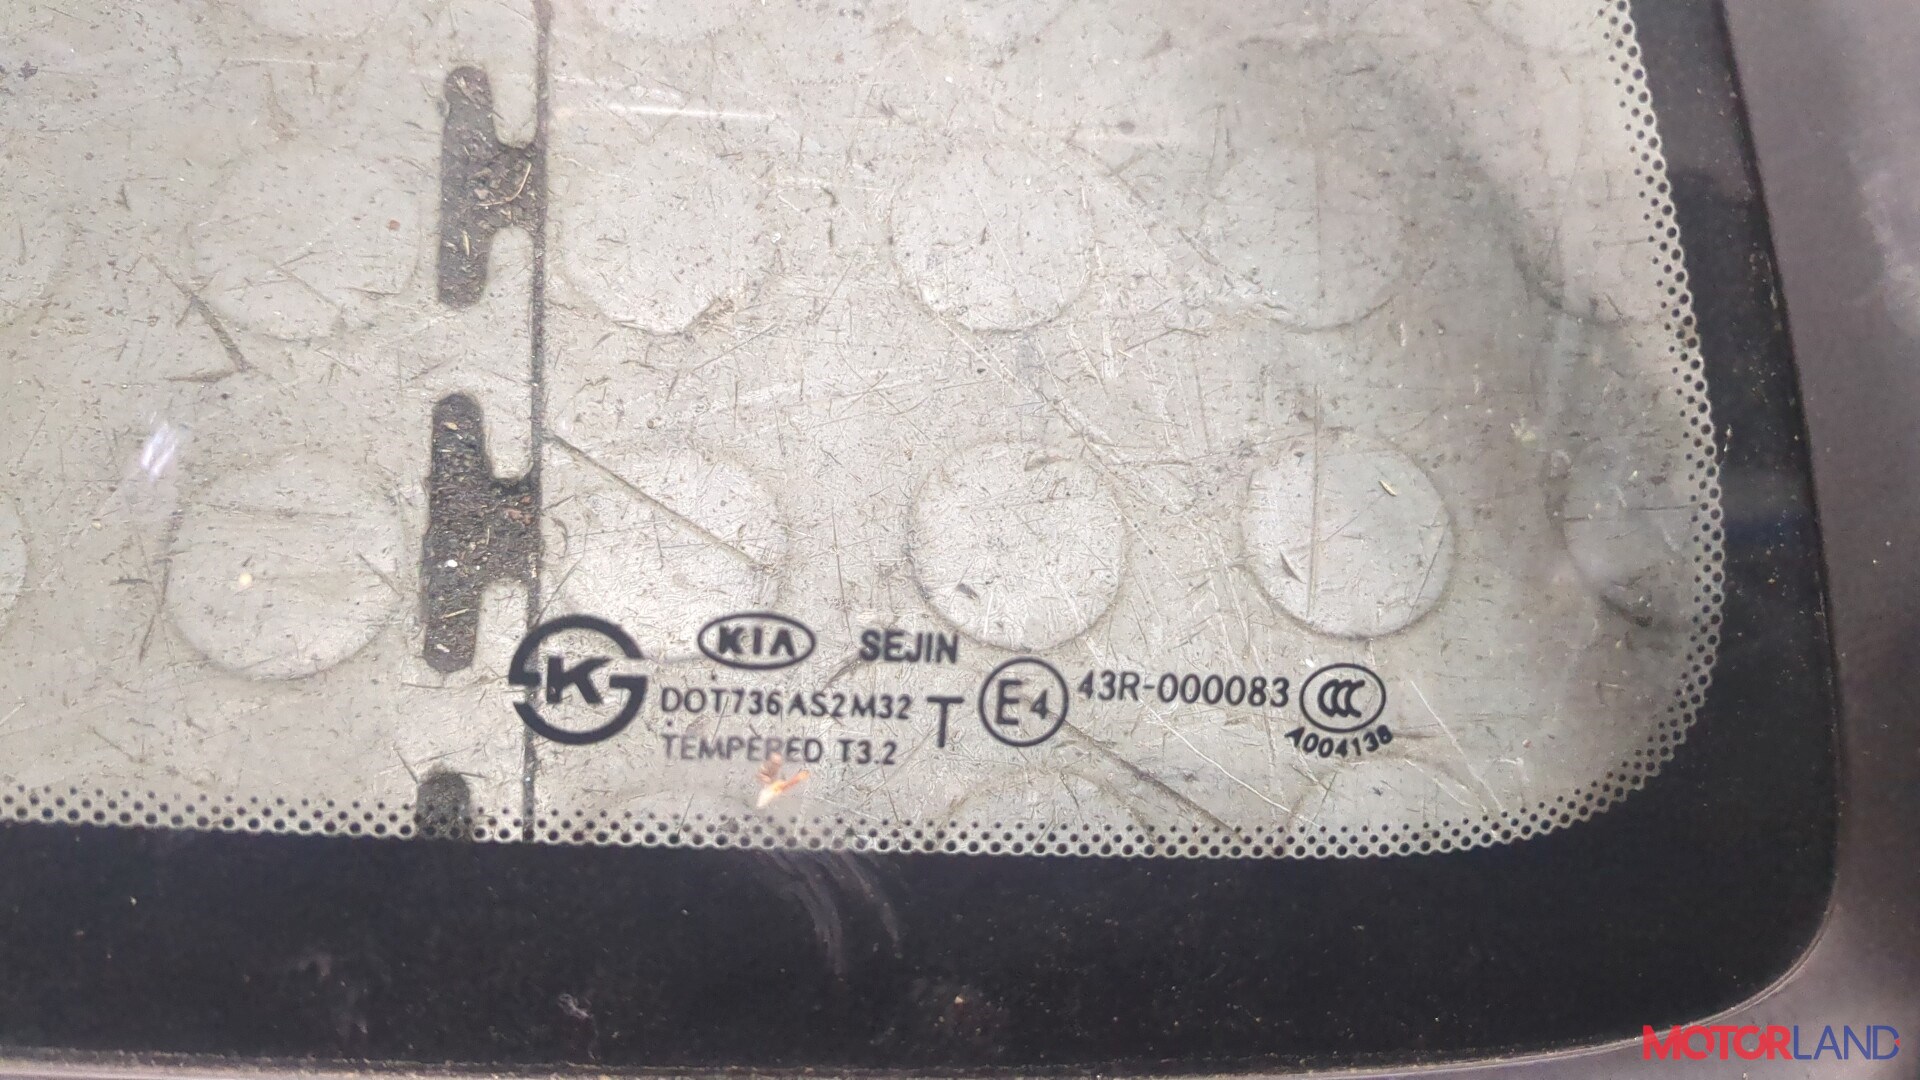 KIA SEJIN
K
DOT736 AS2 M32 T E4 43R-000083 CCC
TEMPERED T3.2
A004138
MOTORLAND